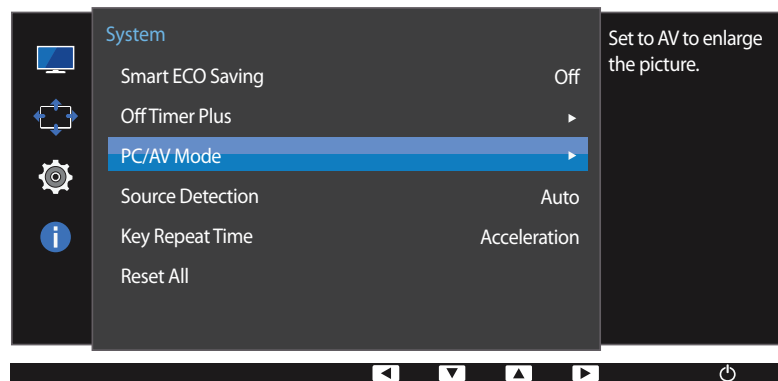 System
Smart ECO Saving Off
Off Timer Plus
PC/AV Mode
Source Detection Auto
Key Repeat Time Acceleration
Reset All
Set to AV to enlarge
the picture.